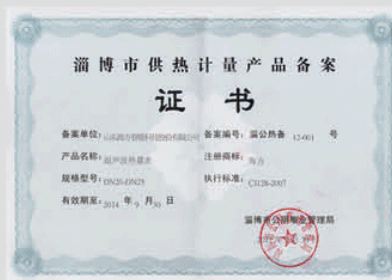 淄博市供热计量产品备案
证 书
备案单位: 备案编号: 淄公热备 12-001 号
产品名称: 超声波热量表 注册商标: 海力
规格型号: DN20-DN25 执行标准: CJ128-2007
有效期至: 2014 年 9 月 30 日
淄博市公用事业管理局